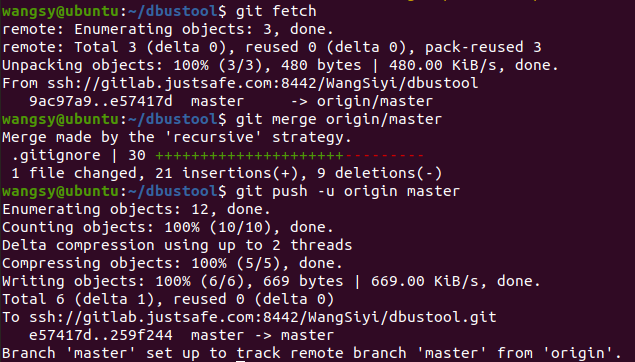 wangsy@ubuntu:~/dbustool$ git fetch
remote: Enumerating objects: 3, done.
remote: Total 3 (delta 0), reused 0 (delta 0), pack-reused 3
Unpacking objects: 100% (3/3), 480 bytes | 480.00 KiB/s, done.
From ssh://gitlab.justsafe.com:8442/WangSiyi/dbustool
   9ac97a9..e57417d  master     -> origin/master
wangsy@ubuntu:~/dbustool$ git merge origin/master
Merge made by the 'recursive' strategy.
 .gitignore | 30 +++++++++++++++++++++---------
 1 file changed, 21 insertions(+), 9 deletions(-)
wangsy@ubuntu:~/dbustool$ git push -u origin master
Enumerating objects: 12, done.
Counting objects: 100% (10/10), done.
Delta compression using up to 2 threads
Compressing objects: 100% (5/5), done.
Writing objects: 100% (6/6), 669 bytes | 669.00 KiB/s, done.
Total 6 (delta 1), reused 0 (delta 0)
To ssh://gitlab.justsafe.com:8442/WangSiyi/dbustool.git
   e57417d..259f244  master -> master
Branch 'master' set up to track remote branch 'master' from 'origin'.